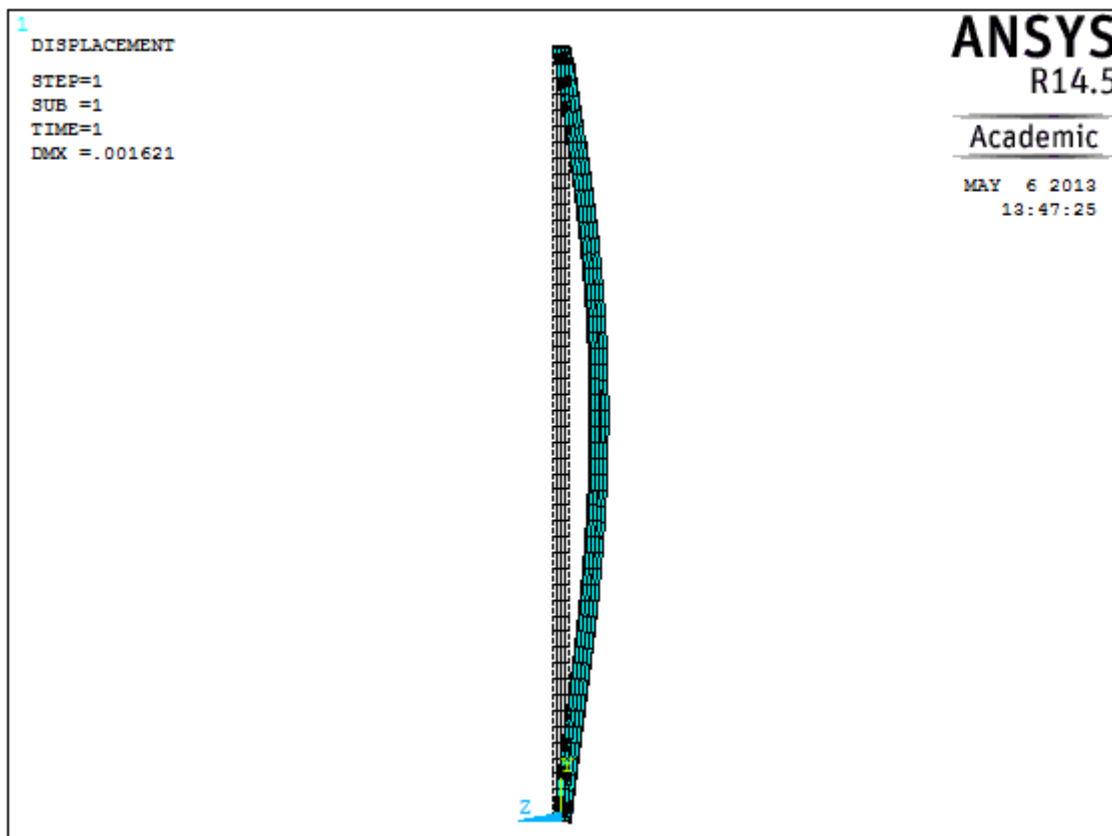 1
DISPLACEMENT
STEP=1
SUB =1
TIME=1
DMX =.001621
ANSYS
R14.5
Academic
MAY 6 2013
13:47:25
Z